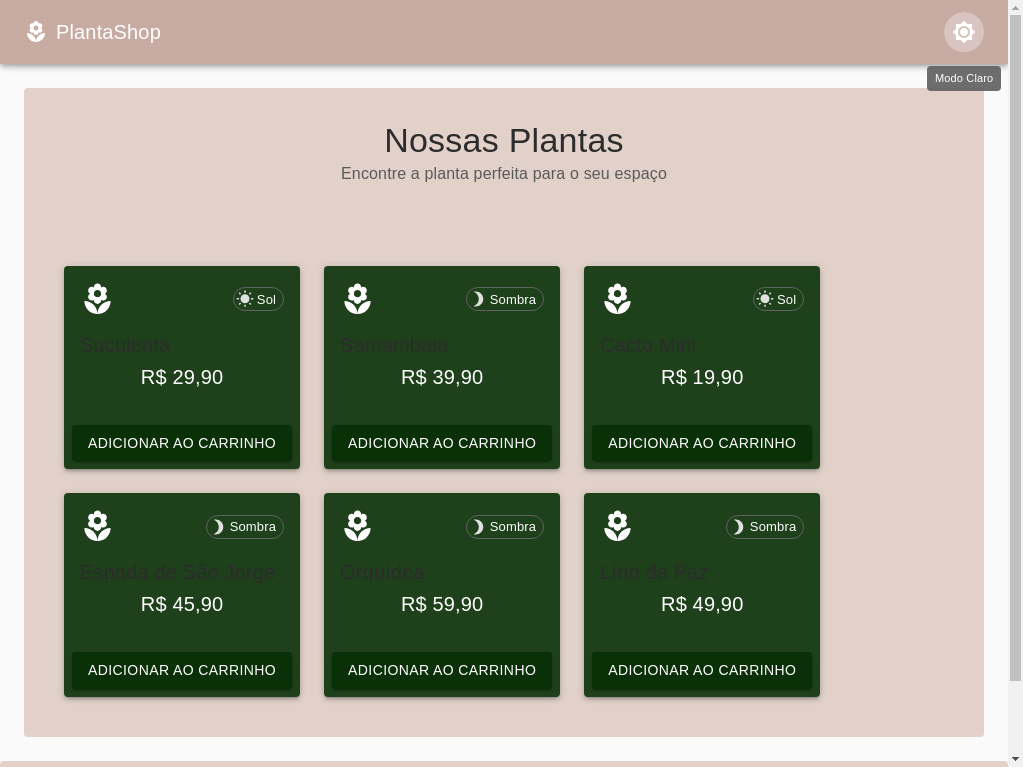 PlantaShop
Modo Claro
Nossas Plantas
Encontre a planta perfeita para o seu espaço
Sol
Suculenta
R$ 29,90
ADICIONAR AO CARRINHO
Sombra
Samambaia
R$ 39,90
ADICIONAR AO CARRINHO
Sol
Cacto Mini
R$ 19,90
ADICIONAR AO CARRINHO
Sombra
Espada de São Jorge
R$ 45,90
ADICIONAR AO CARRINHO
Sombra
Orquídea
R$ 59,90
ADICIONAR AO CARRINHO
Sombra
Lírio da Paz
R$ 49,90
ADICIONAR AO CARRINHO